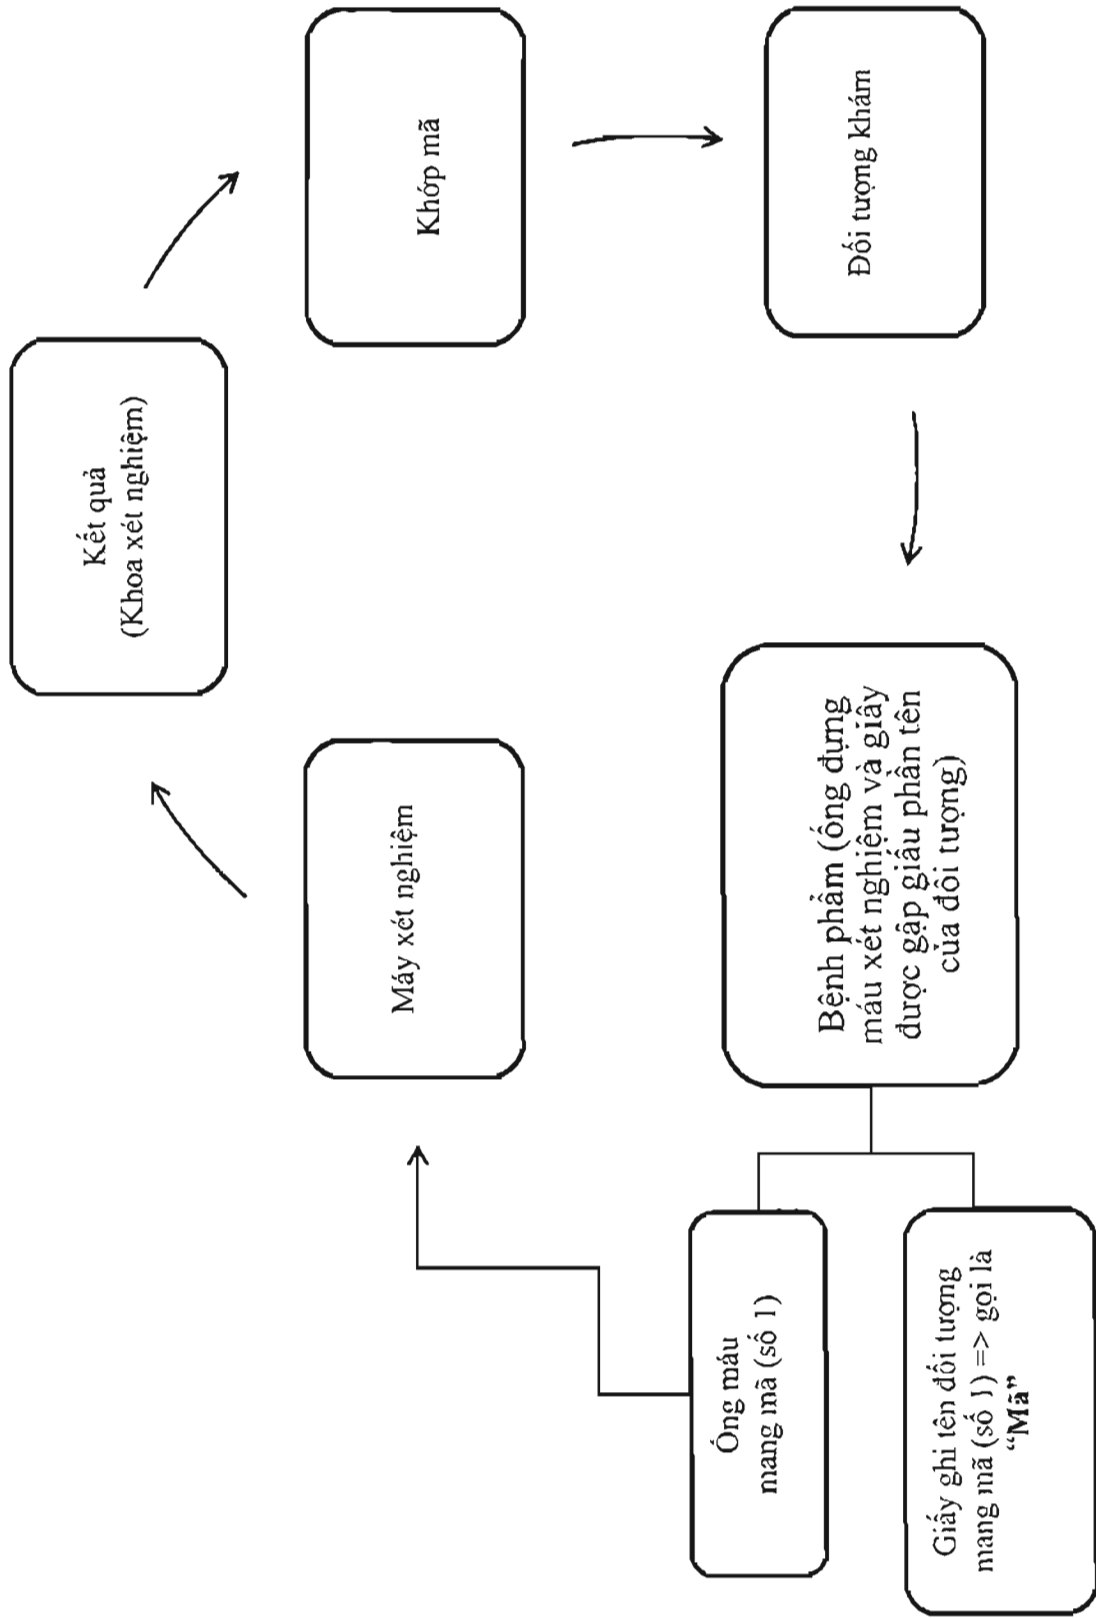 Kết quả
(Khoa xét nghiệm)
Máy xét nghiệm
Khớp mã
Ống máu
mang mã (số 1)
Giấy ghi tên đối tượng
mang mã (số 1) => gọi là
“Mã”
Bệnh phẩm (ống đựng
máu xét nghiệm và giấy
được gập giấu phần tên
của đối tượng)
Đối tượng khám